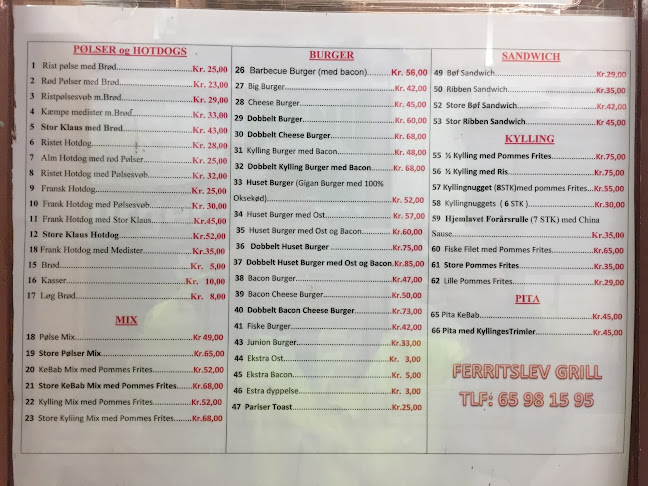 PØLSER og HOTDOGS
1 Rist pølse med Brød Kr. 25,00
2 Rød Pølser med Brød Kr. 23,00
3 Ristpølsesvøb m.Brød Kr. 29,00
4 Kæmpe medister m.Brød Kr. 33,00
5 Stor Klaus med Brød Kr. 43,00
6 Ristet Hotdog Kr. 28,00
7 Alm Hotdog med rød Pølser Kr. 25,00
8 Ristet Hotdog med Pølsesvøb Kr. 32,00
9 Fransk Hotdog Kr. 25,00
10 Frank Hotdog med Pølsesvøb Kr. 30,00
11 Frank Hotdog med Stor Klaus Kr.45,00
12 Store Klaus Hotdog Kr.52,00
18 Frank Hotdog med Medister Kr.35,00
15 Brød Kr. 5,00
16 Kasser Kr. 10,00
17 Løg Brød Kr. 8,00
MIX
18 Pølse Mix Kr 49,00
19 Store Pølser Mix Kr.65,00
20 KeBab Mix med Pommes Frites Kr.52,00
21 Store KeBab Mix med Pommes Frites Kr.68,00
22 Kylling Mix med Pommes Frites Kr.52,00
23 Store Kyliing Mix med Pommes Frites Kr.68,00
BURGER
26 Barbecue Burger (med bacon) Kr. 56,00
27 Big Burger Kr. 42,00
28 Cheese Burger Kr. 45,00
29 Dobbelt Burger Kr. 60,00
30 Dobbelt Cheese Burger Kr. 68,00
31 Kylling Burger med Bacon Kr. 48,00
32 Dobbelt Kylling Burger med Bacon Kr. 68,00
33 Huset Burger (Gigan Burger med 100%
Oksekød) Kr. 52,00
34 Huset Burger med Ost Kr. 57,00
35 Huset Burger med Ost og Bacon Kr.60,00
36 Dobbelt Huset Burger Kr.75,00
37 Dobbelt Huset Burger med Ost og Bacon Kr.85,00
38 Bacon Burger Kr.47,00
39 Bacon Cheese Burger Kr.50,00
40 Dobbelt Bacon Cheese Burger Kr.73,00
41 Fiske Burger Kr.42,00
43 Junion Burger Kr.33,00
44 Ekstra Ost Kr. 3,00
45 Ekstra Bacon Kr. 5,00
46 Estra dyppelse Kr. 3,00
47 Pariser Toast Kr.25,00
SANDWICH
49 Bøf Sandwich Kr.29,00
50 Ribben Sandwich Kr.35,00
52 Store Bøf Sandwich Kr.42,00
53 Stor Ribben Sandwich Kr 45,00
KYLLING
55 ½ Kylling med Pommes Frites Kr.75,00
56 ½ Kylling med Ris Kr.75,00
57 Kyllingnugget (8STK)med pommes Frites Kr.55,00
58 Kyllingnuggets ( 6 STK ) Kr.30,00
59 Hjemlavet Forårsrulle (7 STK ) med China
Sause Kr.35,00
60 Fiske Filet med Pommes Frites Kr.65,00
61 Store Pommes Frites Kr.35,00
62 Lille Pommes Frites Kr.29,00
PITA
65 Pita KeBab Kr.45,00
66 Pita med KyllingesTrimler Kr.45,00
FERRITSLEV GRILL
TLF: 65 98 15 95